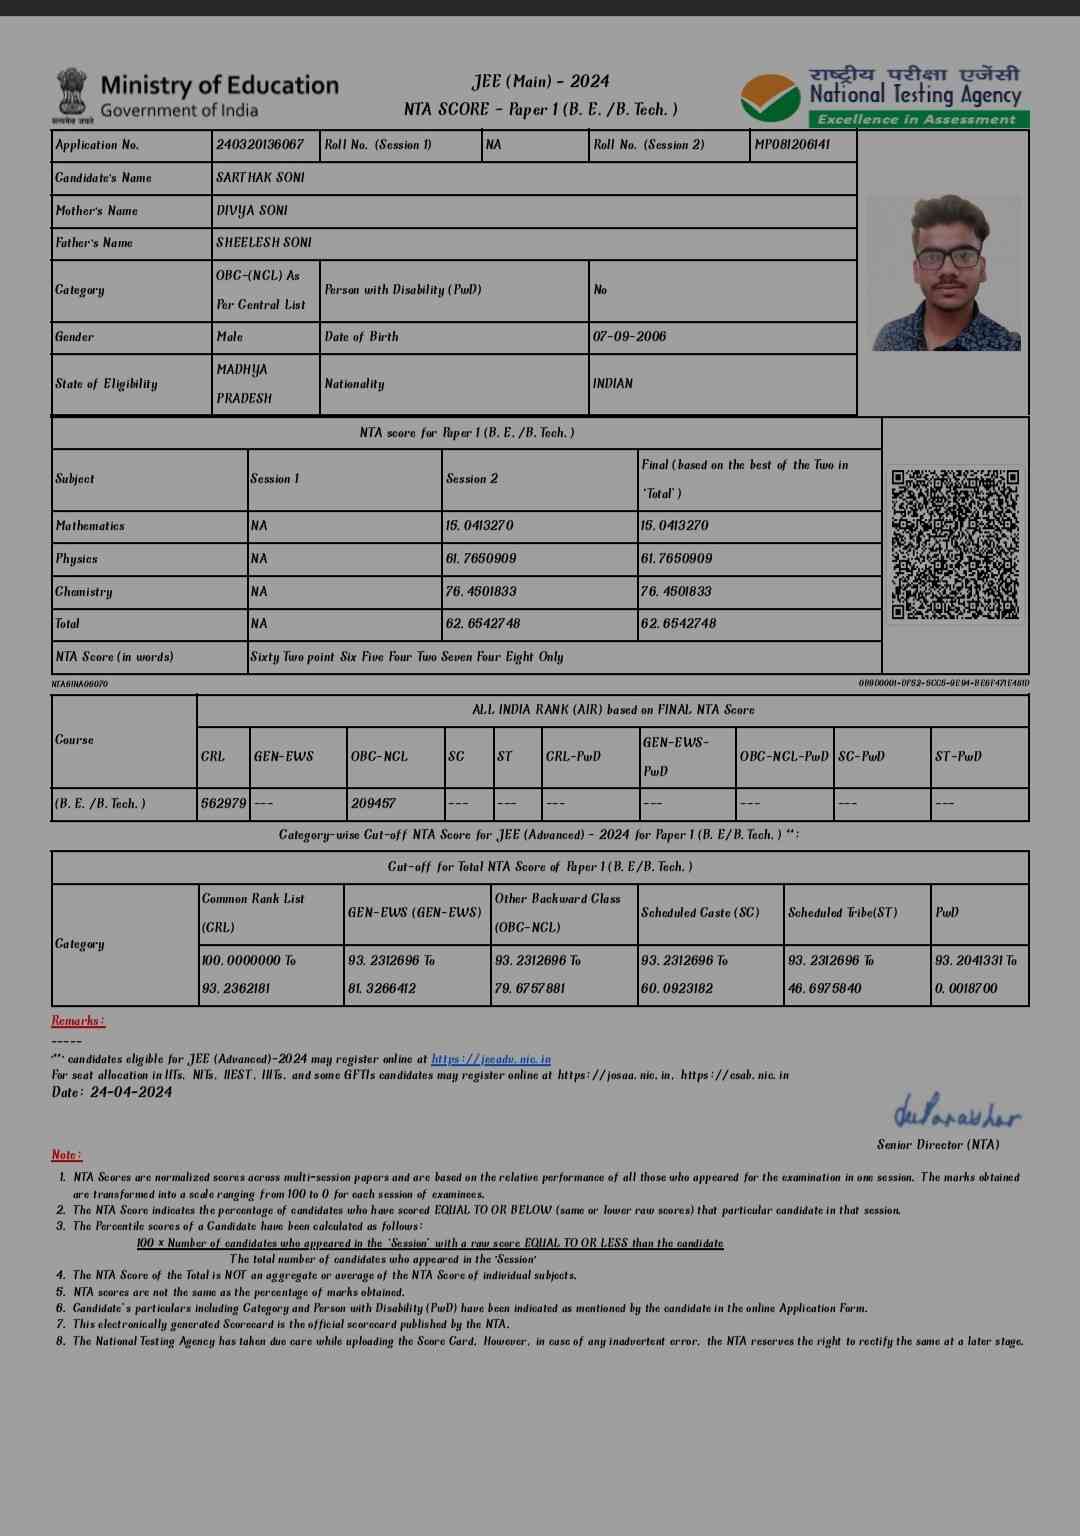 Ministry of Education
Government of India
सत्यमेव जयते
JEE (Main) - 2024
NTA SCORE - Paper 1 (B. E. /B. Tech. )
राष्ट्रीय परीक्षा एजेंसी
National Testing Agency
Excellence in Assessment
Application No. 240320136067 Roll No. (Session 1) NA Roll No. (Session 2) MP081206141
Candidate's Name SARTHAK SONI
Mother's Name DIVYA SONI
Father's Name SHEELESH SONI
Category OBC-(NCL) As Per Central List Person with Disability (PwD) No
Gender Male Date of Birth 07-09-2006
State of Eligibility MADHYA PRADESH Nationality INDIAN
NTA score for Paper 1 (B. E. /B. Tech. )
Subject Session 1 Session 2 Final (based on the best of the Two in 'Total' )
Mathematics NA 15. 0413270 15. 0413270
Physics NA 61. 7650909 61. 7650909
Chemistry NA 76. 4501833 76. 4501833
Total NA 62. 6542748 62. 6542748
NTA Score (in words) Sixty Two point Six Five Four Two Seven Four Eight Only
ALL INDIA RANK (AIR) based on FINAL NTA Score
Course CRL GEN-EWS OBC-NCL SC ST CRL-PwD GEN-EWS-PwD OBC-NCL-PwD SC-PwD ST-PwD
(B. E. /B. Tech. ) 562979 --- 209457 --- --- --- --- --- --- ---
Category-wise Cut-off NTA Score for JEE (Advanced) - 2024 for Paper 1 (B. E/B. Tech. ) **:
Cut-off for Total NTA Score of Paper 1 (B. E/B. Tech. )
Category Common Rank List (CRL) GEN-EWS (GEN-EWS) Other Backward Class (OBC-NCL) Scheduled Caste (SC) Scheduled Tribe(ST) PwD
100. 0000000 To 93. 2362181 93. 2312696 To 81. 3266412 93. 2312696 To 79. 6757881 93. 2312696 To 60. 0923182 93. 2312696 To 46. 6975840 93. 2041331 To 0. 0018700
Remarks:
-----
'**' candidates eligible for JEE (Advanced)-2024 may register online at https://jeeadv. nic. in
For seat allocation in IITs, NITs, IIEST, IIITs, and some GFTIs candidates may register online at https://josaa. nic. in, https://csab. nic. in
Date: 24-04-2024
Senior Director (NTA)
Note:
1. NTA Scores are normalized scores across multi-session papers and are based on the relative performance of all those who appeared for the examination in one session. The marks obtained
are transformed into a scale ranging from 100 to 0 for each session of examinees.
2. The NTA Score indicates the percentage of candidates who have scored EQUAL TO OR BELOW (same or lower raw scores) that particular candidate in that session.
3. The Percentile scores of a Candidate have been calculated as follows:
100 × Number of candidates who appeared in the 'Session' with a raw score EQUAL TO OR LESS than the candidate
The total number of candidates who appeared in the 'Session'
4. The NTA Score of the Total is NOT an aggregate or average of the NTA Score of individual subjects.
5. NTA scores are not the same as the percentage of marks obtained.
6. Candidate's particulars including Category and Person with Disability (PwD) have been indicated as mentioned by the candidate in the online Application Form.
7. This electronically generated Scorecard is the official scorecard published by the NTA.
8. The National Testing Agency has taken due care while uploading the Score Card. However, in case of any inadvertent error, the NTA reserves the right to rectify the same at a later stage.